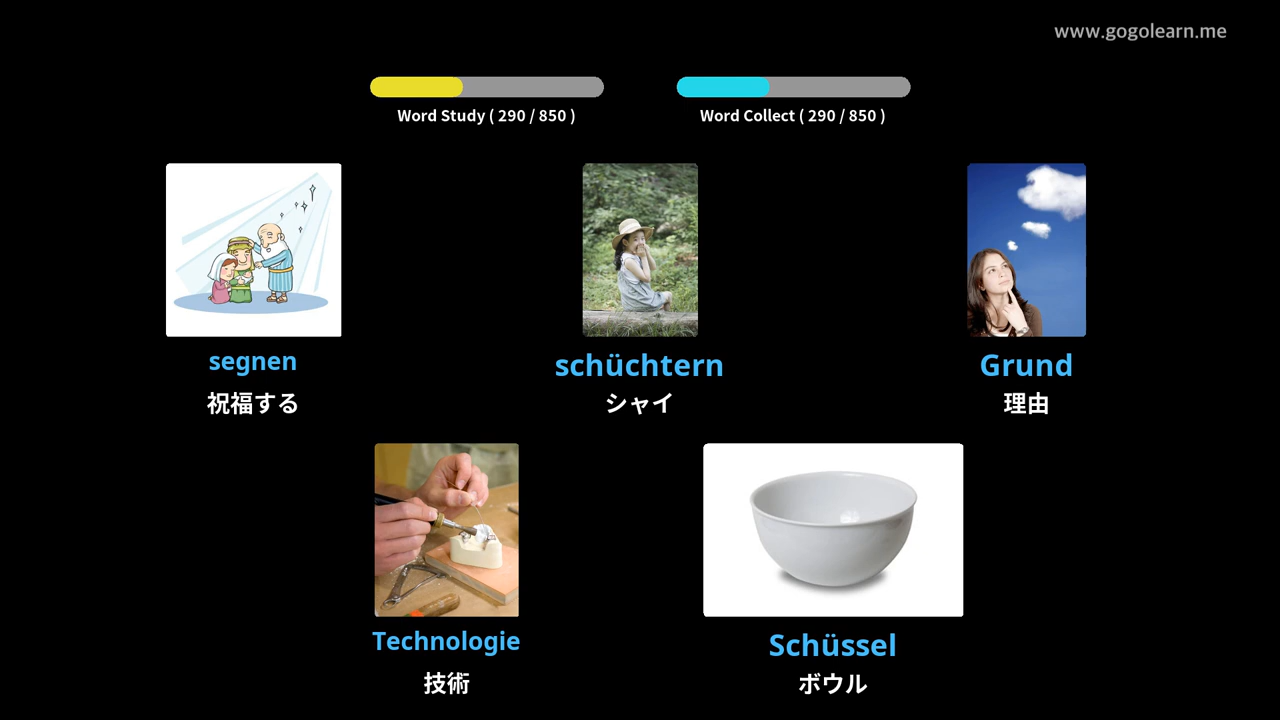 www.gogolearn.me
Word Study ( 290 / 850 )
Word Collect ( 290 / 850 )
segnen
祝福する
schüchtern
シャイ
Grund
理由
Technologie
技術
Schüssel
ボウル